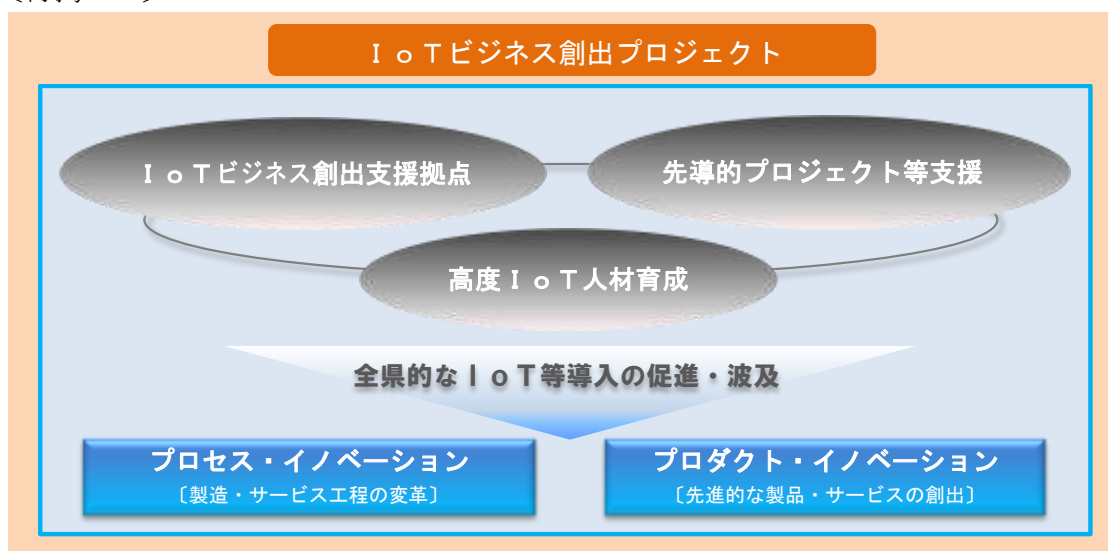 ＩｏＴビジネス創出プロジェクト
ＩｏＴビジネス創出支援拠点
先導的プロジェクト等支援
高度ＩｏＴ人材育成
全県的なＩｏＴ等導入の促進・波及
プロセス・イノベーション
〔製造・サービス工程の変革〕
プロダクト・イノベーション
〔先進的な製品・サービスの創出〕